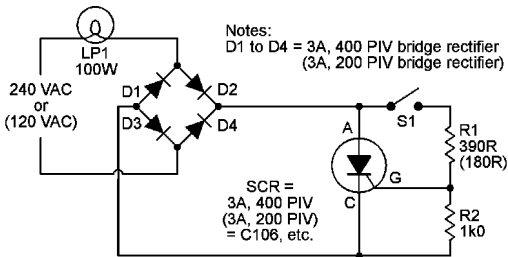 Notes:
D1 to D4 = 3A, 400 PIV bridge rectifier
(3A, 200 PIV bridge rectifier)
LP1
100W
240 VAC
or
(120 VAC)
D1
D2
D3
D4
S1
A
G
C
R1
390R
(180R)
R2
1k0
SCR =
3A, 400 PIV
(3A, 200 PIV)
= C106, etc.